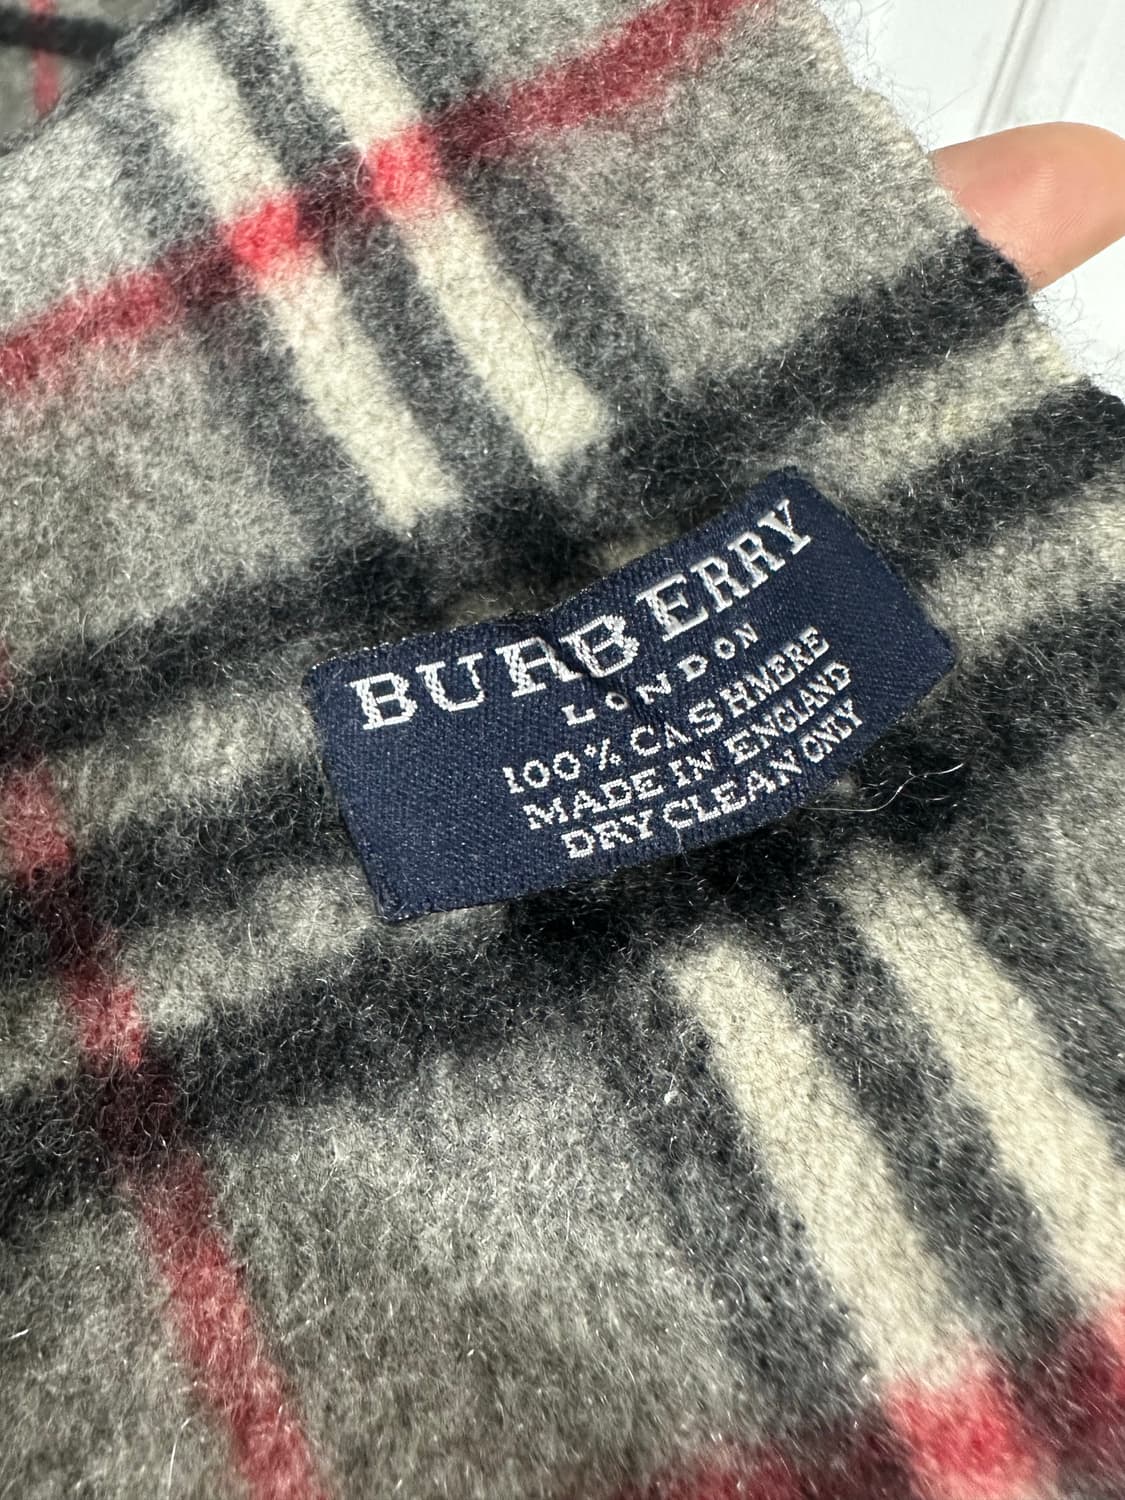 BURBERRY
LONDON
100% CASHMERE
MADE IN ENGLAND
DRY CLEAN ONLY